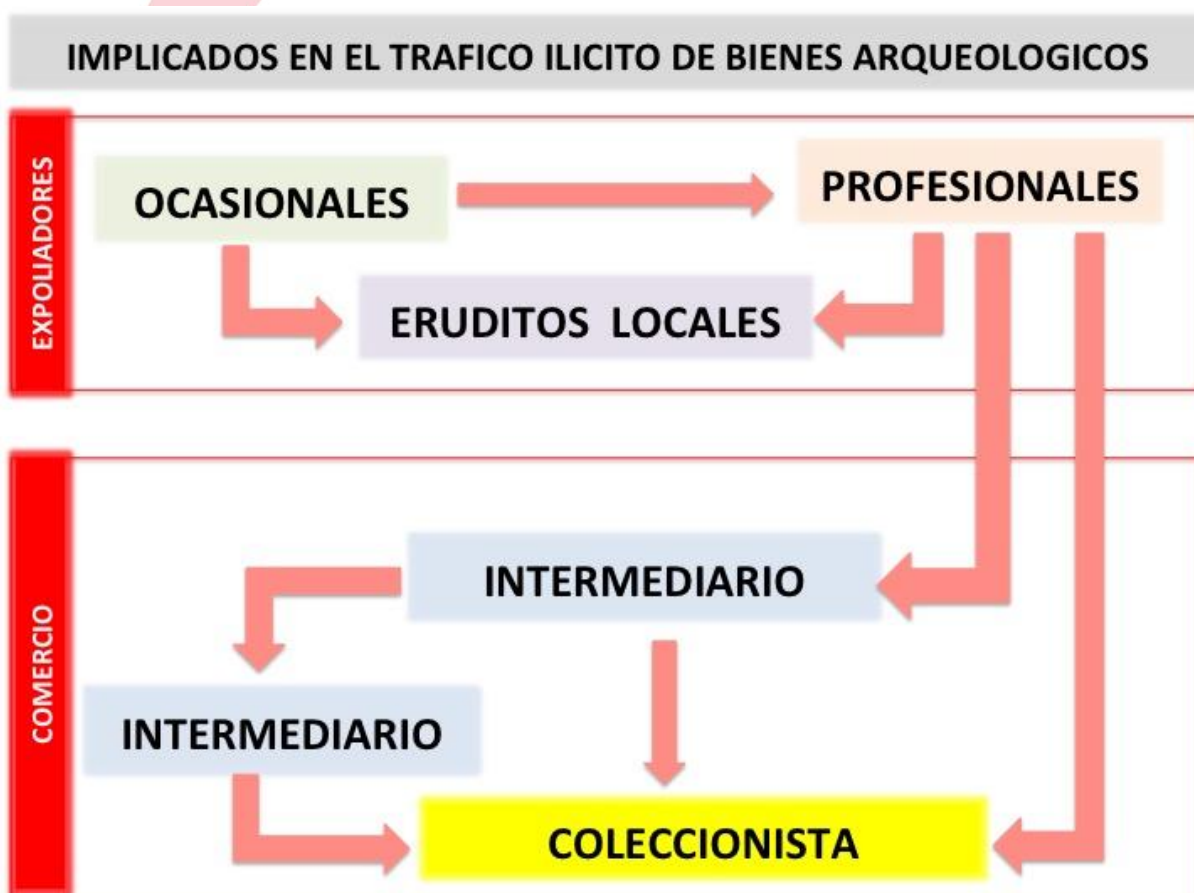 IMPLICADOS EN EL TRAFICO ILICITO DE BIENES ARQUEOLOGICOS
EXPOLIADORES
OCASIONALES
PROFESIONALES
ERUDITOS LOCALES
COMERCIO
INTERMEDIARIO
INTERMEDIARIO
COLECCIONISTA